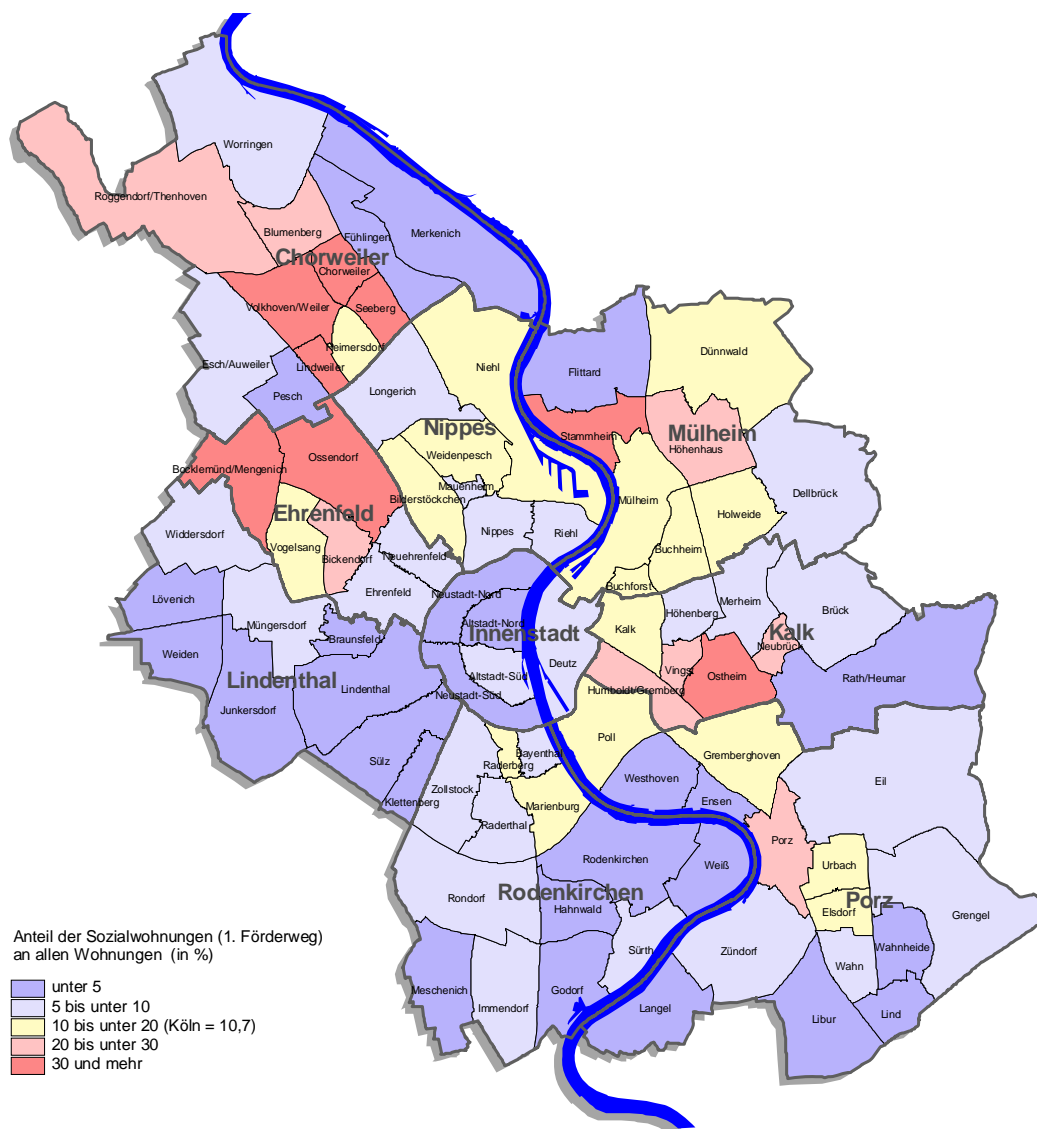 Worringen
Roggendorf/Thenhoven
Blumenberg
Fühlingen
Merkenich
Chorweiler
Chorweiler
Volkhoven/Weiler
Seeberg
Reimersdorf
Lindweiler
Esch/Auweiler
Pesch
Niehl
Longerich
Flittard
Dünnwald
Nippes
Weidenpesch
Stammheim
Mülheim
Höhenhaus
Bocklemünd/Mengenich
Ossendorf
Mauenheim
Bilderstöckchen
Mülheim
Dellbrück
Holweide
Ehrenfeld
Widdersdorf
Vogelsang
Bickendorf
Neuehrenfeld
Nippes
Riehl
Buchheim
Ehrenfeld
Neustadt-Nord
Buchforst
Lövenich
Müngersdorf
Braunsfeld
Altstadt-Nord
Innenstadt
Kalk
Höhenberg
Merheim
Brück
Kalk
Neubrück
Weiden
Lindenthal
Lindenthal
Junkersdorf
Altstadt-Süd
Deutz
Neustadt-Süd
Humboldt/Gremberg
Vingst
Ostheim
Rath/Heumar
Sülz
Klettenberg
Zollstock
Raderberg
Bayenthal
Poll
Gremberghoven
Westhoven
Eil
Raderthal
Marienburg
Ensen
Porz
Rodenkirchen
Weiß
Urbach
Rondorf
Rodenkirchen
Hahnwald
Elsdorf
Porz
Grengel
Sürth
Zündorf
Wahn
Wahnheide
Meschenich
Immendorf
Godorf
Langel
Libur
Lind
Anteil der Sozialwohnungen (1. Förderweg)
an allen Wohnungen (in %)
unter 5
5 bis unter 10
10 bis unter 20 (Köln = 10,7)
20 bis unter 30
30 und mehr